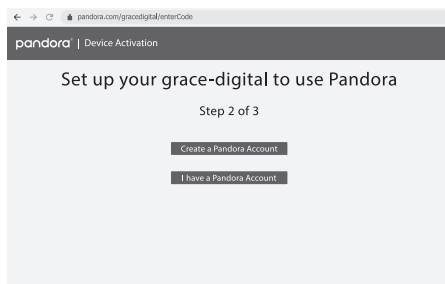 pandora.com/gracedigital/enterCode
pandora® | Device Activation
Set up your grace-digital to use Pandora
Step 2 of 3
Create a Pandora Account
I have a Pandora Account